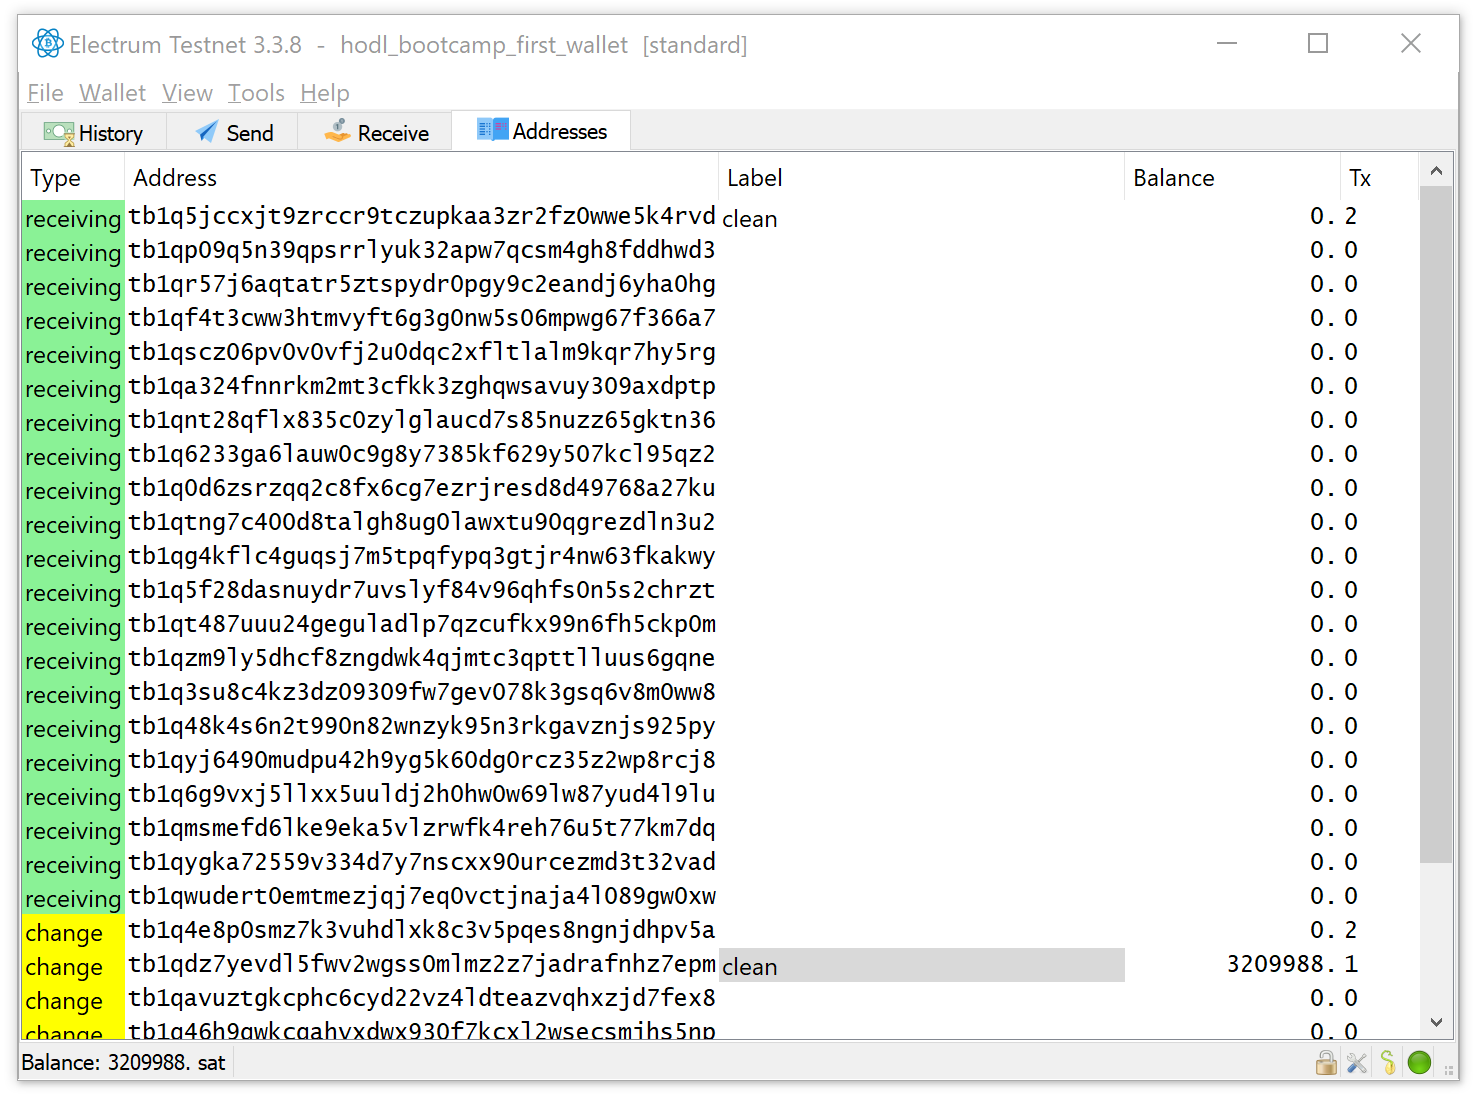 Electrum Testnet 3.3.8 - hodl_bootcamp_first_wallet [standard]
File Wallet View Tools Help
History Send Receive Addresses
Type Address Label Balance Tx
receiving tb1q5jccxjt9zrccr9tczupkaa3zr2fz0wwe5k4rvd clean 0. 2
receiving tb1qp09q5n39qpsrrlyuk32apw7qcsm4gh8fddhwd3 0. 0
receiving tb1qr57j6aqtatr5ztspydr0pgy9c2eandj6yha0hg 0. 0
receiving tb1qf4t3cww3htmvyft6g3g0nw5s06mpwg67f366a7 0. 0
receiving tb1qscz06pv0v0vfj2u0dqc2xfltlalm9kqr7hy5rg 0. 0
receiving tb1qa324fnnrkm2mt3cfkk3zghqwsavuy309axdptp 0. 0
receiving tb1qnt28qflx835c0zylglaucd7s85nuzz65gktn36 0. 0
receiving tb1q6233ga6lauw0c9g8y7385kf629y507kcl95qz2 0. 0
receiving tb1q0d6zsrzqq2c8fx6cg7ezrjresd8d49768a27ku 0. 0
receiving tb1qtng7c400d8talgh8ug0lawxtu90qgrezdln3u2 0. 0
receiving tb1qg4kflc4guqsj7m5tpqfypq3gtjr4nw63fkakwy 0. 0
receiving tb1q5f28dasnuydr7uvslyf84v96qhfs0n5s2chrzt 0. 0
receiving tb1qt487uuu24geguladlp7qzcufkx99n6fh5ckp0m 0. 0
receiving tb1qzm9ly5dhcf8zngdwk4qjmtc3qpttlluus6gqne 0. 0
receiving tb1q3su8c4kz3dz09309fw7gev078k3gsq6v8m0ww8 0. 0
receiving tb1q48k4s6n2t990n82wnzyk95n3rkgavznjs925py 0. 0
receiving tb1qyj6490mudpu42h9yg5k60dg0rcz35z2wp8rcj8 0. 0
receiving tb1q6g9vxj5llxx5uuldj2h0hw0w69lw87yud4l9lu 0. 0
receiving tb1qmsmefd6lke9eka5vlzrwfk4reh76u5t77km7dq 0. 0
receiving tb1qygka72559v334d7y7nscxx90urcezmd3t32vad 0. 0
receiving tb1qwudert0emtmezjqj7eq0vctjnaja4l089gw0xw 0. 0
change tb1q4e8p0smz7k3vuhdlxk8c3v5pqes8ngnjdhpv5a 0. 2
change tb1qdz7yevdl5fwv2wgss0mlmz2z7jadrafnhz7epm clean 3209988. 1
change tb1qavuztgkcphc6cyd22vz4ldteazvqhxzjd7fex8 0. 0
change tb1q46h9gwkcgahvxdwx930f7kcxl2wsecsmjhs5np 0. 0
Balance: 3209988. sat